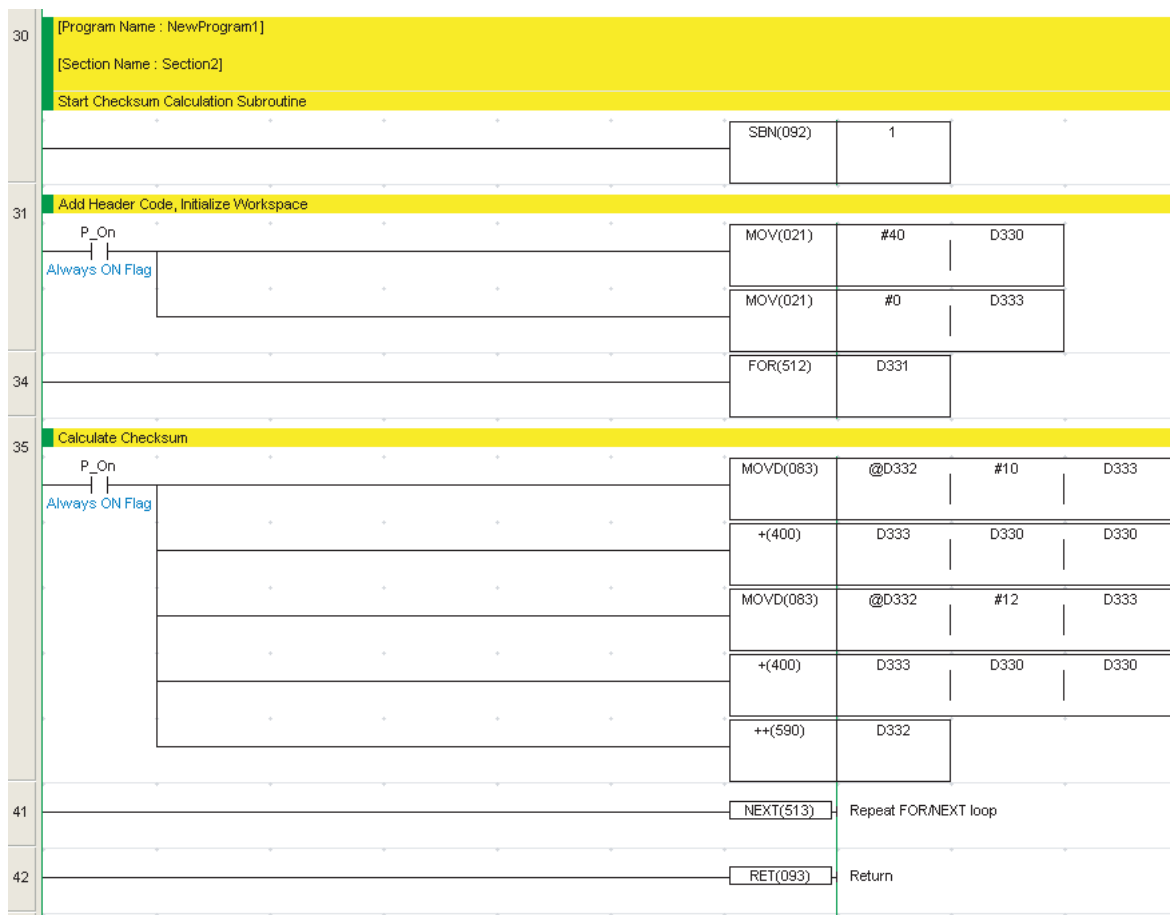 30
[Program Name : NewProgram1]
[Section Name : Section2]
Start Checksum Calculation Subroutine
SBN(092) 1
31
Add Header Code, Initialize Workspace
P_On
Always ON Flag
MOV(021) #40 D330
MOV(021) #0 D333
34
FOR(512) D331
35
Calculate Checksum
P_On
Always ON Flag
MOVD(083) @D332 #10 D333
+(400) D333 D330 D330
MOVD(083) @D332 #12 D333
+(400) D333 D330 D330
++(590) D332
41
NEXT(513) Repeat FOR/NEXT loop
42
RET(093) Return